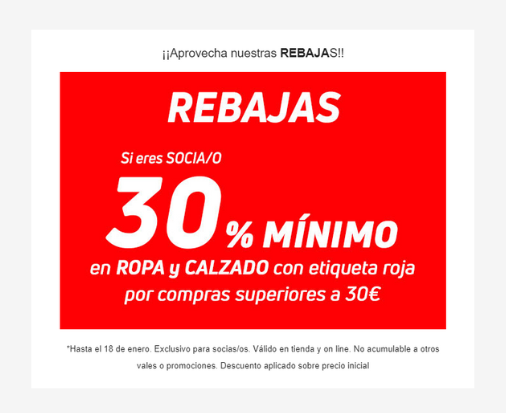 ¡¡Aprovecha nuestras REBAJAS!!
REBAJAS
Si eres SOCIA/O
30% MÍNIMO
en ROPA y CALZADO con etiqueta roja
por compras superiores a 30€
*Hasta el 18 de enero. Exclusivo para socias/os. Válido en tienda y on line. No acumulable a otros
vales o promociones. Descuento aplicado sobre precio inicial